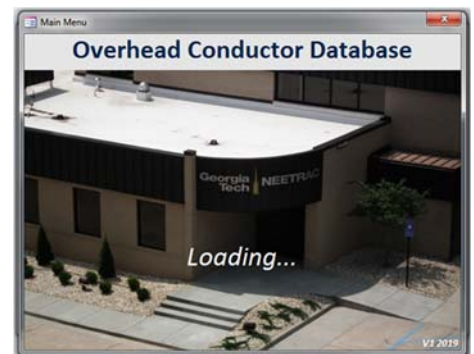 Main Menu
Overhead Conductor Database
Georgia Tech NEETRAC
Loading...
V1 2019